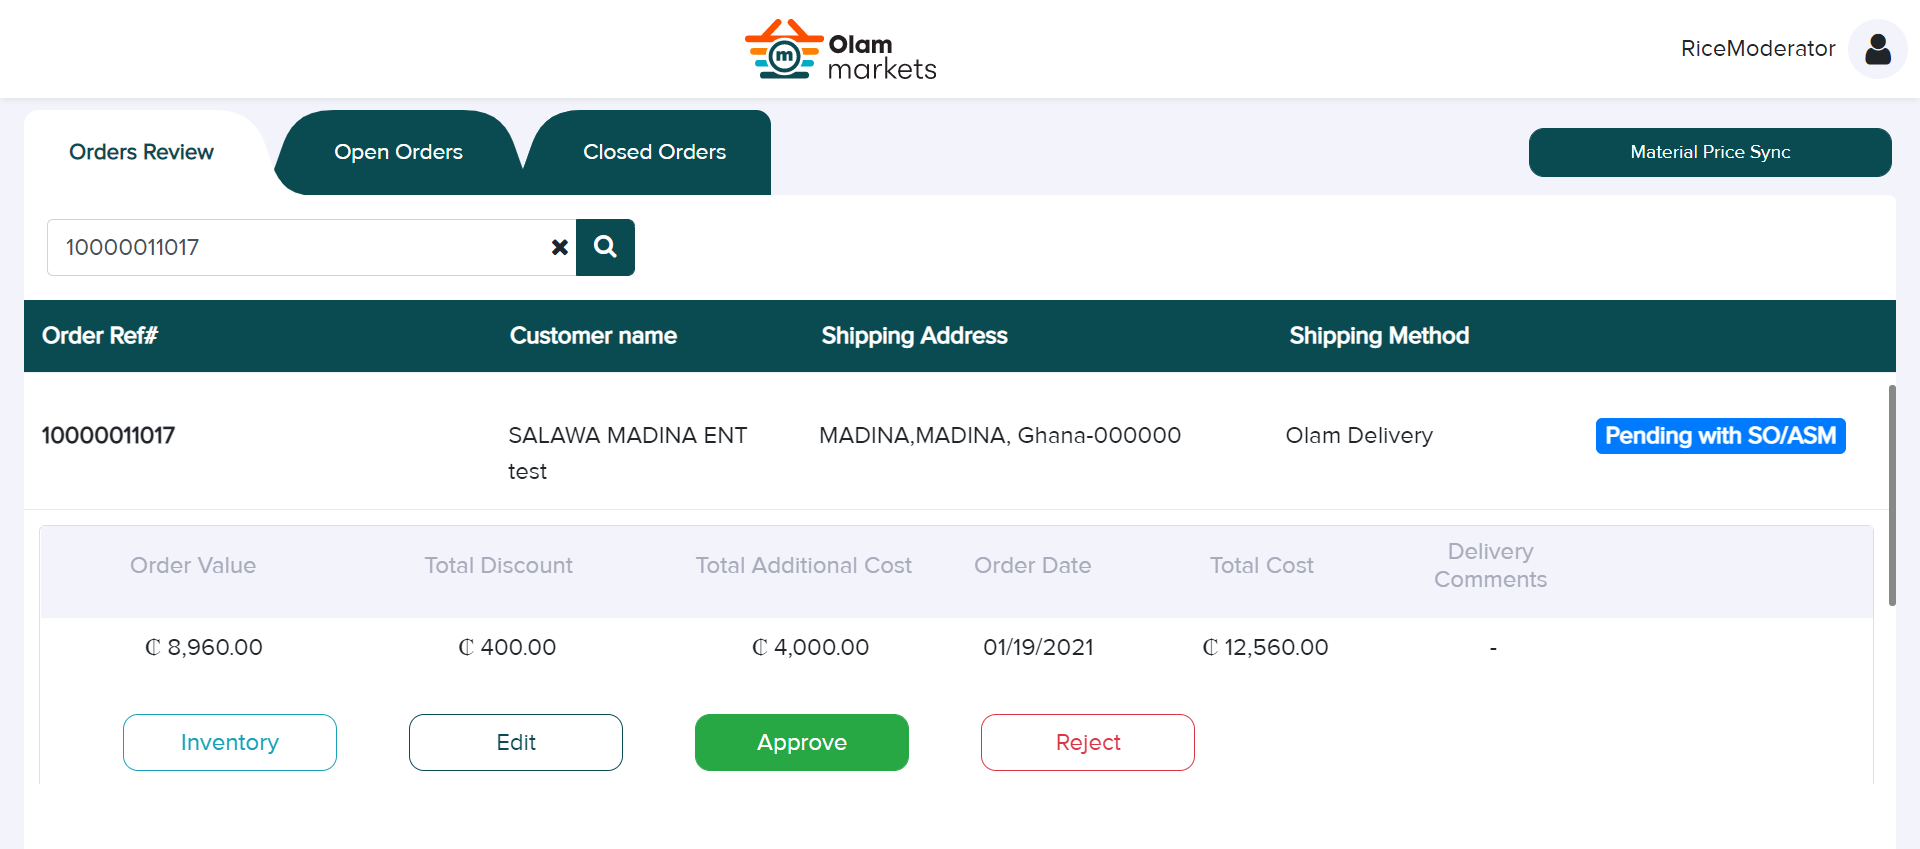 m
Olam
markets
RiceModerator
Orders Review
Open Orders
Closed Orders
Material Price Sync
10000011017
Order Ref#
Customer name
Shipping Address
Shipping Method
10000011017
SALAWA MADINA ENT
test
MADINA,MADINA, Ghana-000000
Olam Delivery
Pending with SO/ASM
Order Value
Total Discount
Total Additional Cost
Order Date
Total Cost
Delivery
Comments
₵ 8,960.00
₵ 400.00
₵ 4,000.00
01/19/2021
₵ 12,560.00
-
Inventory
Edit
Approve
Reject